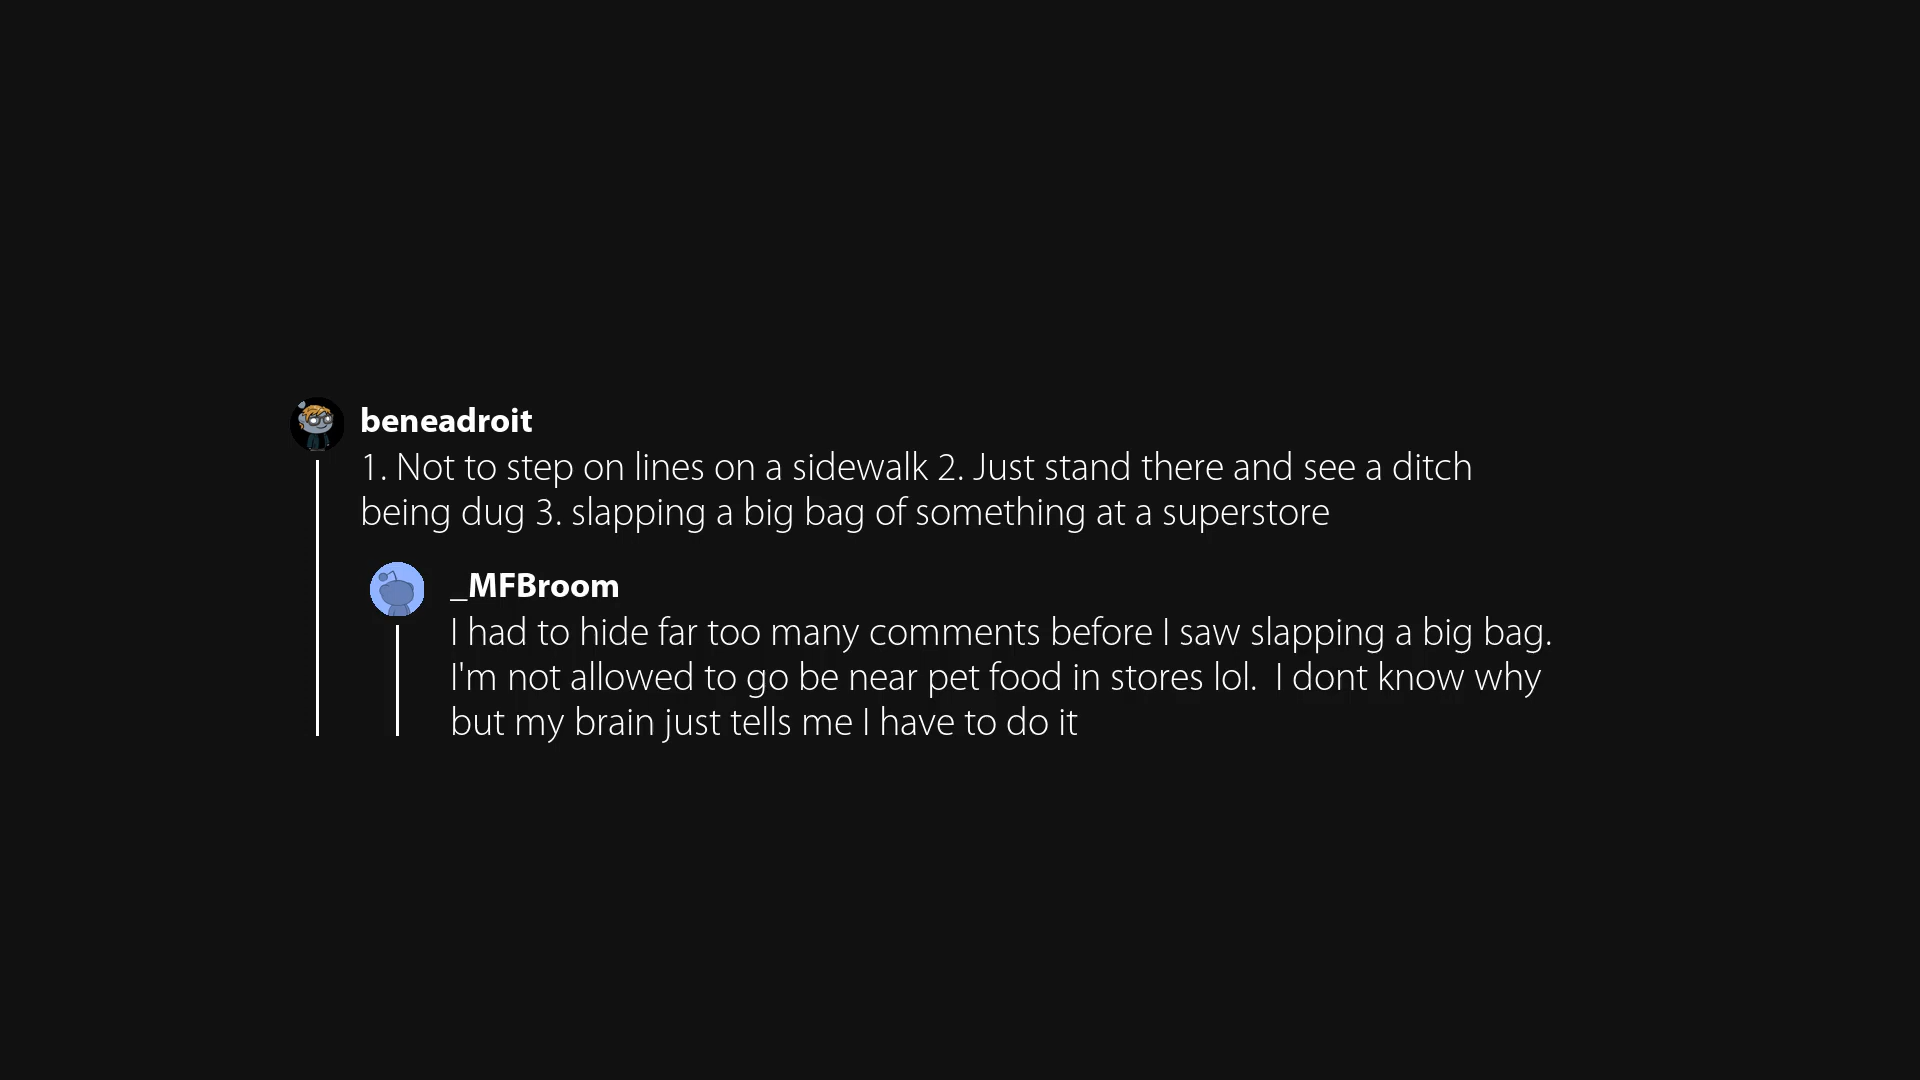 beneadroit
1. Not to step on lines on a sidewalk 2. Just stand there and see a ditch
being dug 3. slapping a big bag of something at a superstore
_MFBroom
I had to hide far too many comments before I saw slapping a big bag.
I'm not allowed to go be near pet food in stores lol.  I dont know why
but my brain just tells me I have to do it